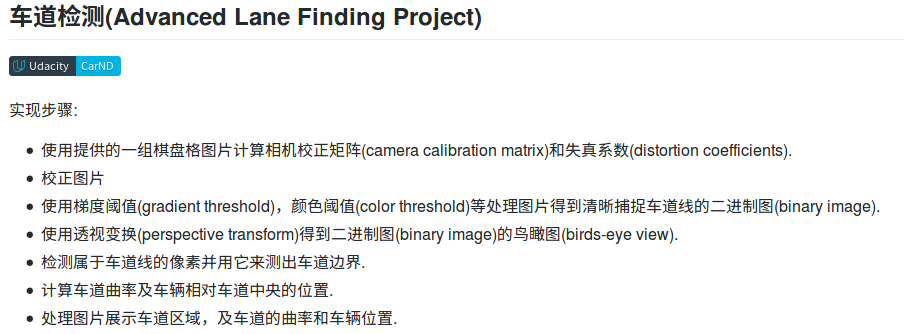 车道检测(Advanced Lane Finding Project)
Udacity CarND
实现步骤:
使用提供的一组棋盘格图片计算相机校正矩阵(camera calibration matrix)和失真系数(distortion coefficients).
校正图片
使用梯度阈值(gradient threshold)，颜色阈值(color threshold)等处理图片得到清晰捕捉车道线的二进制图(binary image).
使用透视变换(perspective transform)得到二进制图(binary image)的鸟瞰图(birds-eye view).
检测属于车道线的像素并用它来测出车道边界.
计算车道曲率及车辆相对车道中央的位置.
处理图片展示车道区域，及车道的曲率和车辆位置.